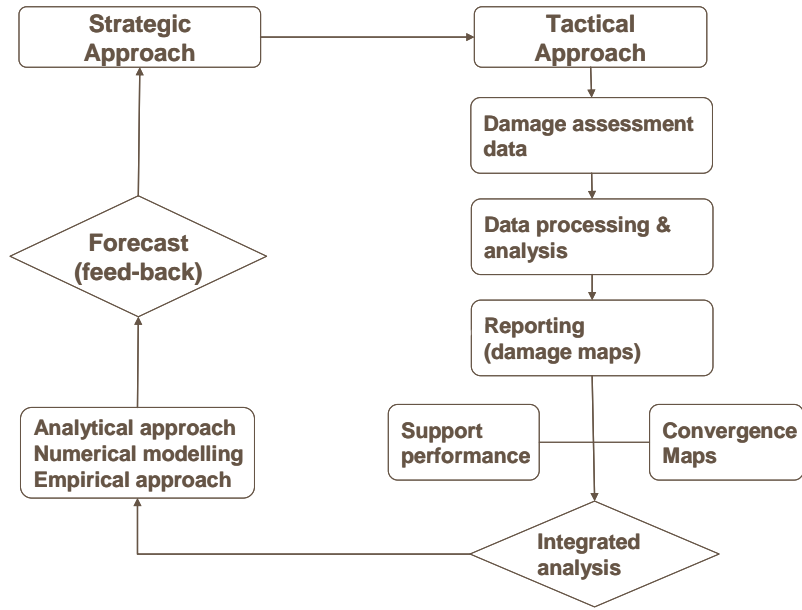 Strategic
Approach
Tactical
Approach
Damage assessment
data
Data processing &
analysis
Forecast
(feed-back)
Reporting
(damage maps)
Analytical approach
Numerical modelling
Empirical approach
Support
performance
Convergence
Maps
Integrated
analysis